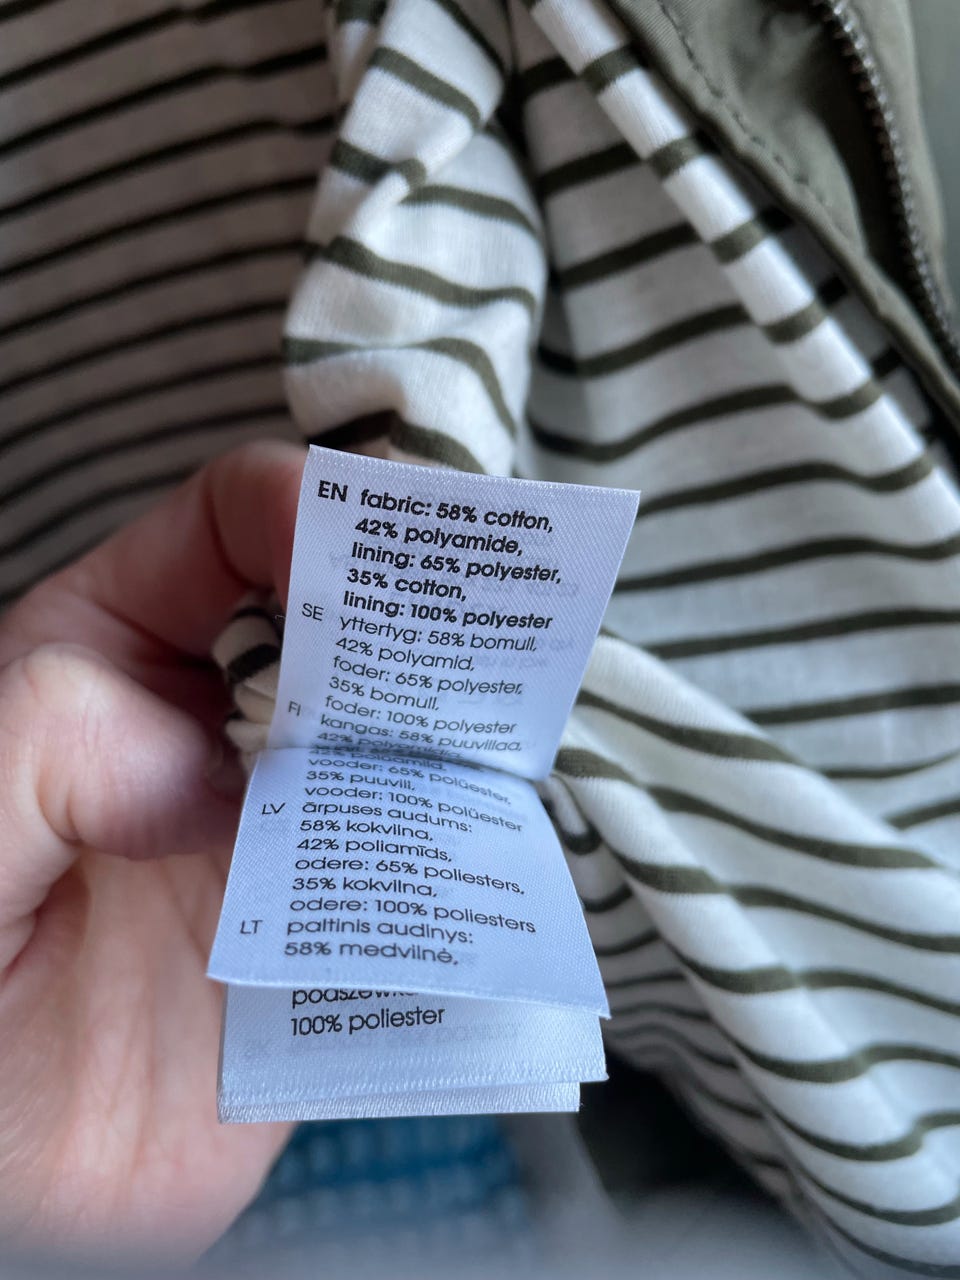 EN fabric: 58% cotton,
42% polyamide,
lining: 65% polyester,
35% cotton,
lining: 100% polyester
SE yttertyg: 58% bomull,
42% polyamid,
foder: 65% polyester,
35% bomull,
foder: 100% polyester
FI kangas: 58% puuvillaa,
42% polyamidia,
vooder: 65% polüester,
35% puuvill,
vooder: 100% polüester
LV ārpuses audums:
58% kokvilna,
42% poliamīds,
odere: 65% poliesters,
35% kokvilna,
odere: 100% poliesters
LT paltinis audinys:
58% medvilnė,
podszewka
100% poliester